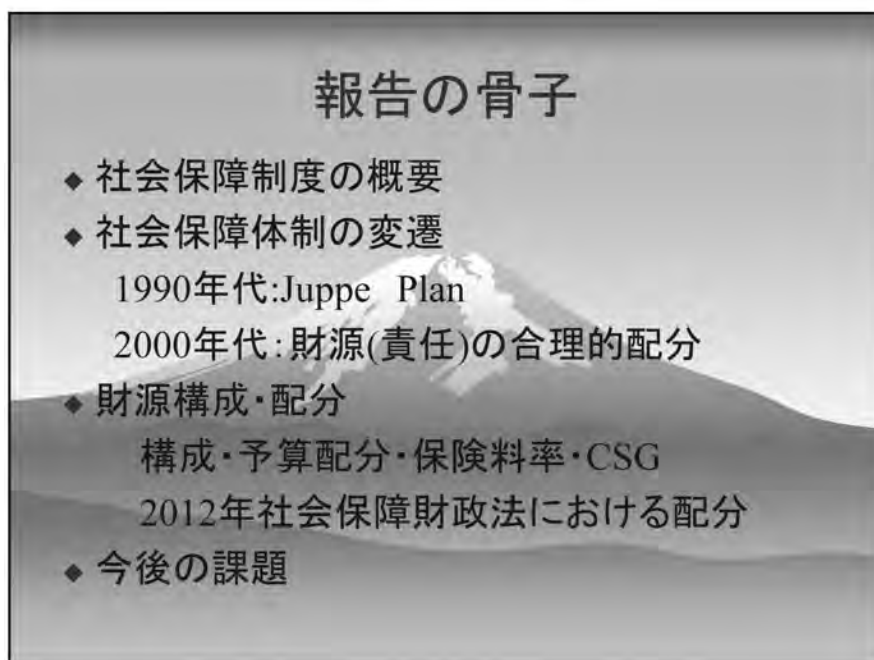 報告の骨子
◆ 社会保障制度の概要
◆ 社会保障体制の変遷
1990年代:Juppe Plan
2000年代:財源(責任)の合理的配分
◆ 財源構成・配分
構成・予算配分・保険料率・CSG
2012年社会保障財政法における配分
◆ 今後の課題